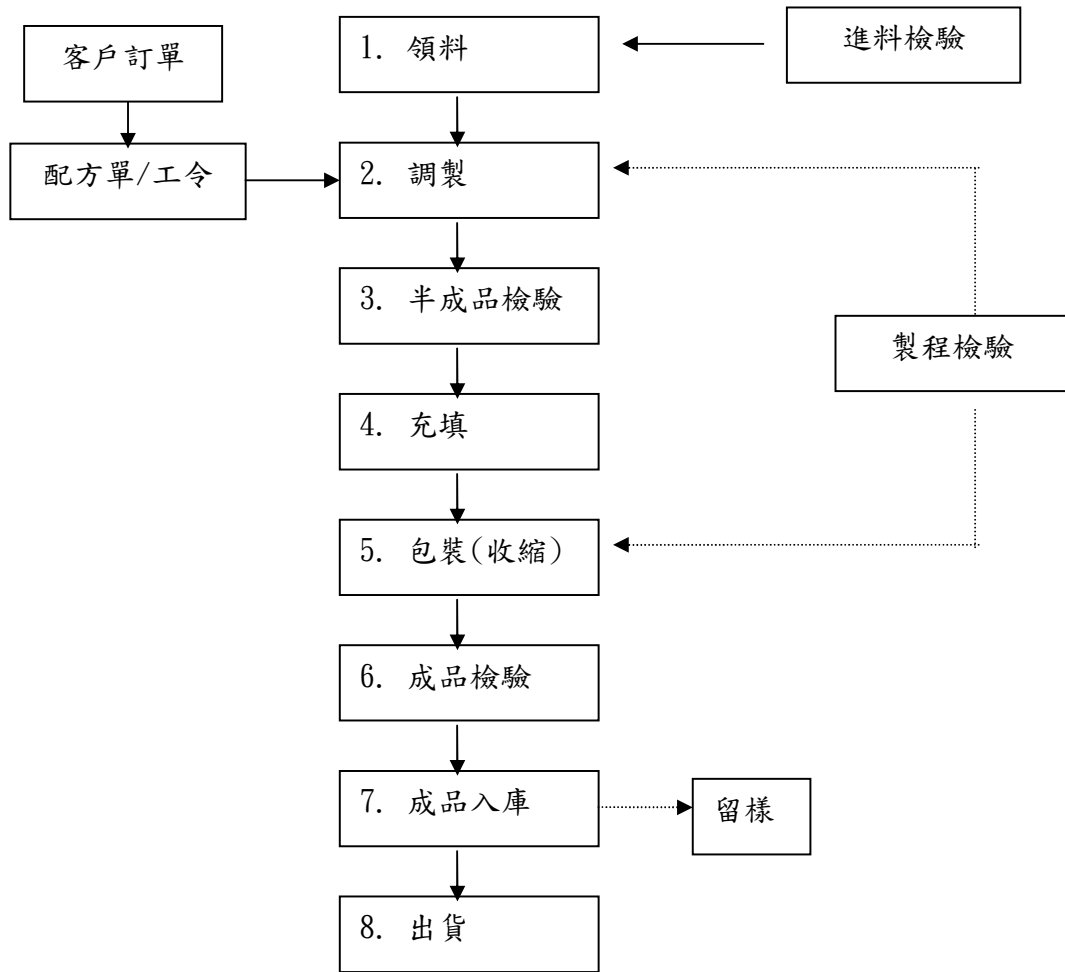 客戶訂單
1. 領料
進料檢驗
配方單/工令
2. 調製
3. 半成品檢驗
製程檢驗
4. 充填
5. 包裝(收縮)
6. 成品檢驗
7. 成品入庫
留樣
8. 出貨